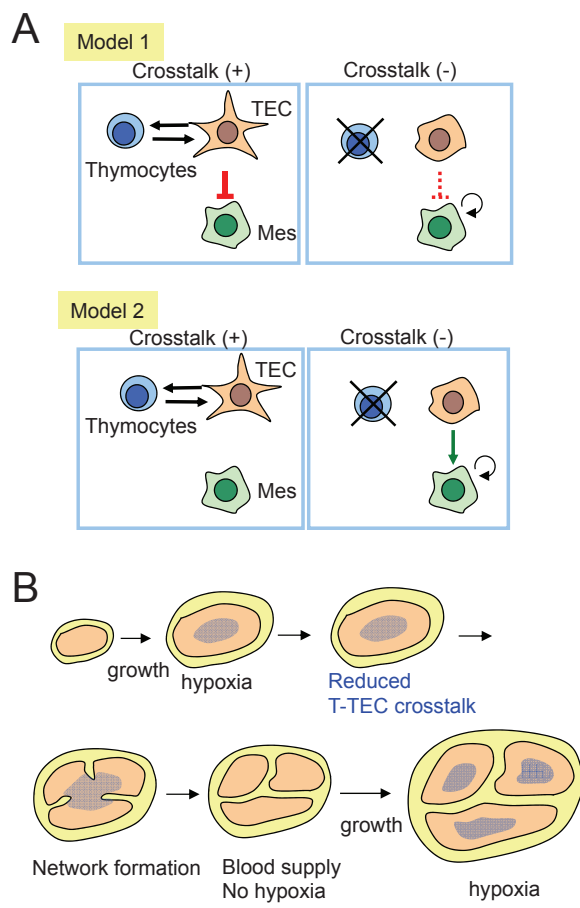 A
Model 1
Crosstalk (+)
Crosstalk (-)
TEC
Thymocytes
Mes
Model 2
Crosstalk (+)
Crosstalk (-)
TEC
Thymocytes
Mes
B
growth
hypoxia
Reduced
T-TEC crosstalk
Network formation
Blood supply
No hypoxia
growth
hypoxia